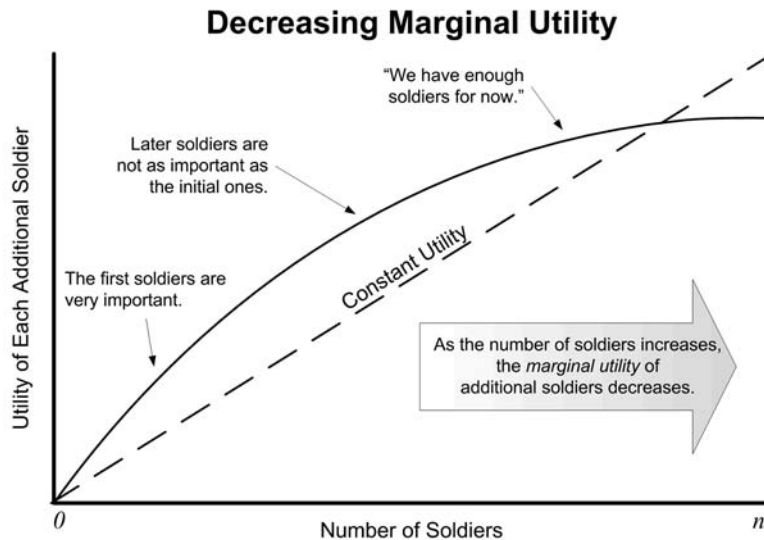 Decreasing Marginal Utility
“We have enough
soldiers for now.”
Later soldiers are
not as important as
the initial ones.
The first soldiers are
very important.
Constant Utility
As the number of soldiers increases,
the marginal utility of
additional soldiers decreases.
Utility of Each Additional Soldier
0
Number of Soldiers
n